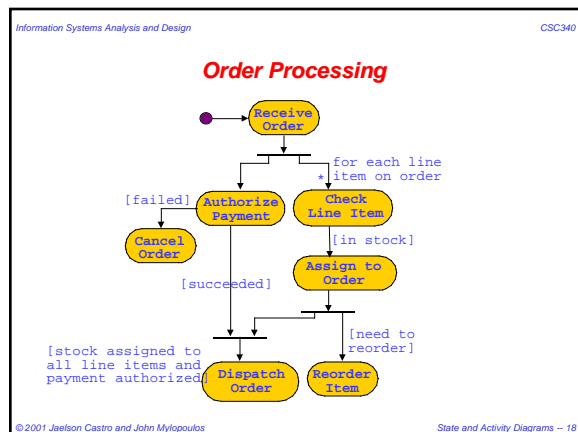 Information Systems Analysis and Design
CSC340
Order Processing
Receive
Order
for each line
* item on order
[failed]
Authorize
Payment
Check
Line Item
Cancel
Order
[in stock]
Assign to
Order
[succeeded]
[need to
reorder]
[stock assigned to
all line items and
payment authorized]
Dispatch
Order
Reorder
Item
© 2001 Jaelson Castro and John Mylopoulos
State and Activity Diagrams -- 18